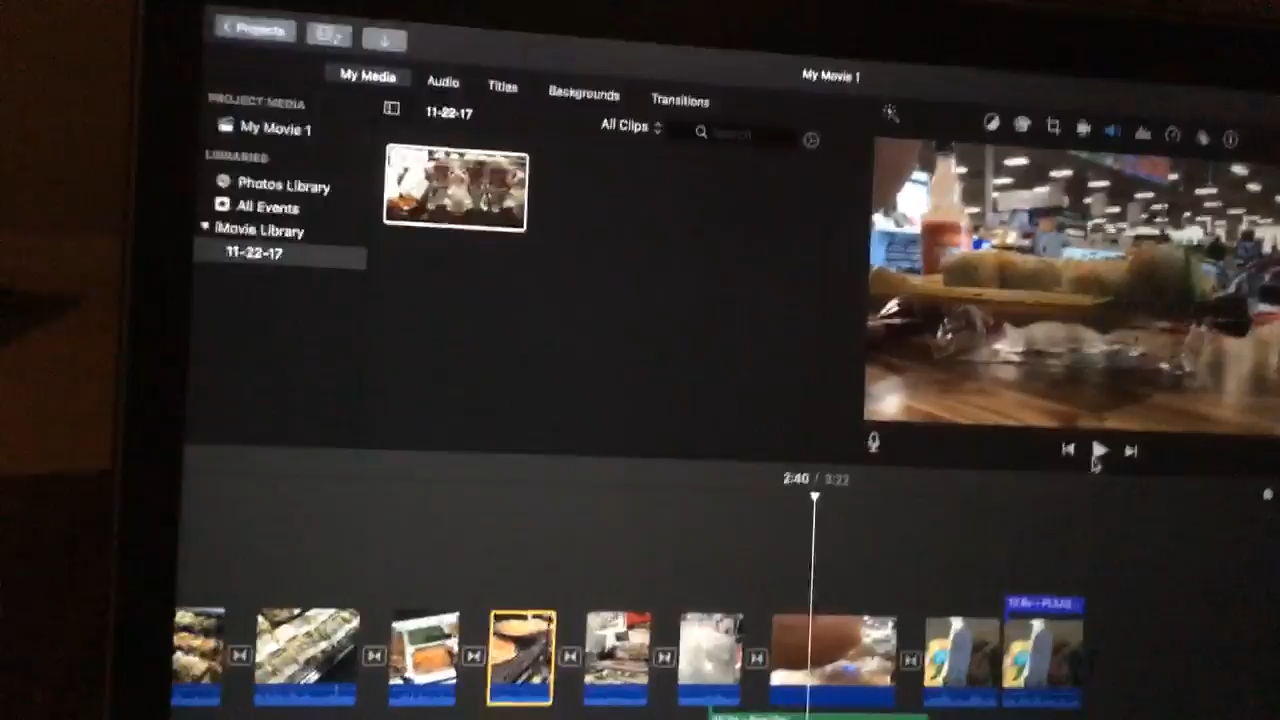 Projects
My Movie 1
My Media
Audio
Titles
Backgrounds
Transitions
PROJECT MEDIA
My Movie 1
11-22-17
All Clips
Search
LIBRARIES
Photos Library
All Events
iMovie Library
11-22-17
2:40 / 3:22